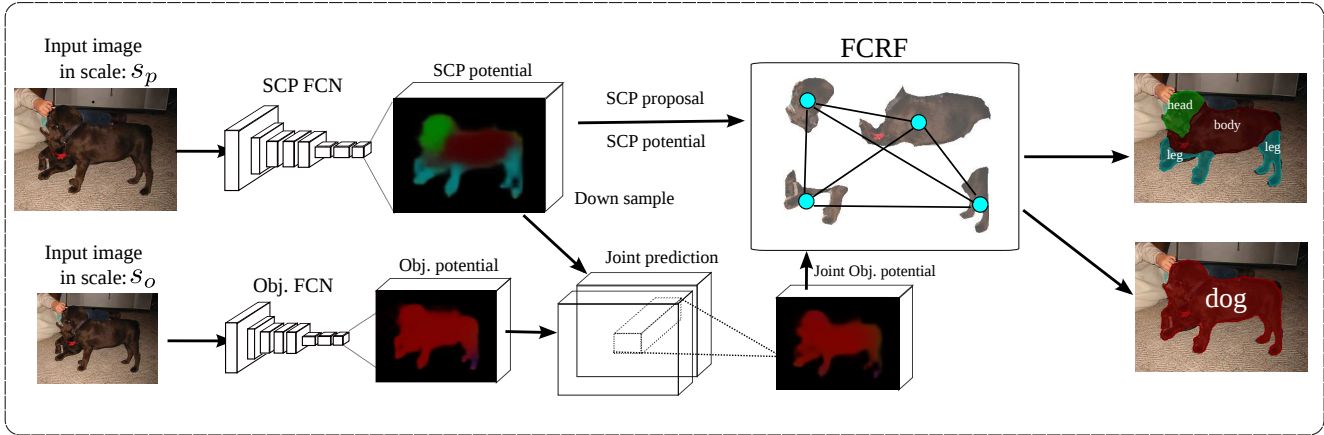 Input image
in scale: s_p
SCP FCN
SCP potential
SCP proposal
SCP potential
FCRF
head
body
leg
leg
Down sample
Input image
in scale: s_o
Obj. FCN
Obj. potential
Joint prediction
Joint Obj. potential
dog